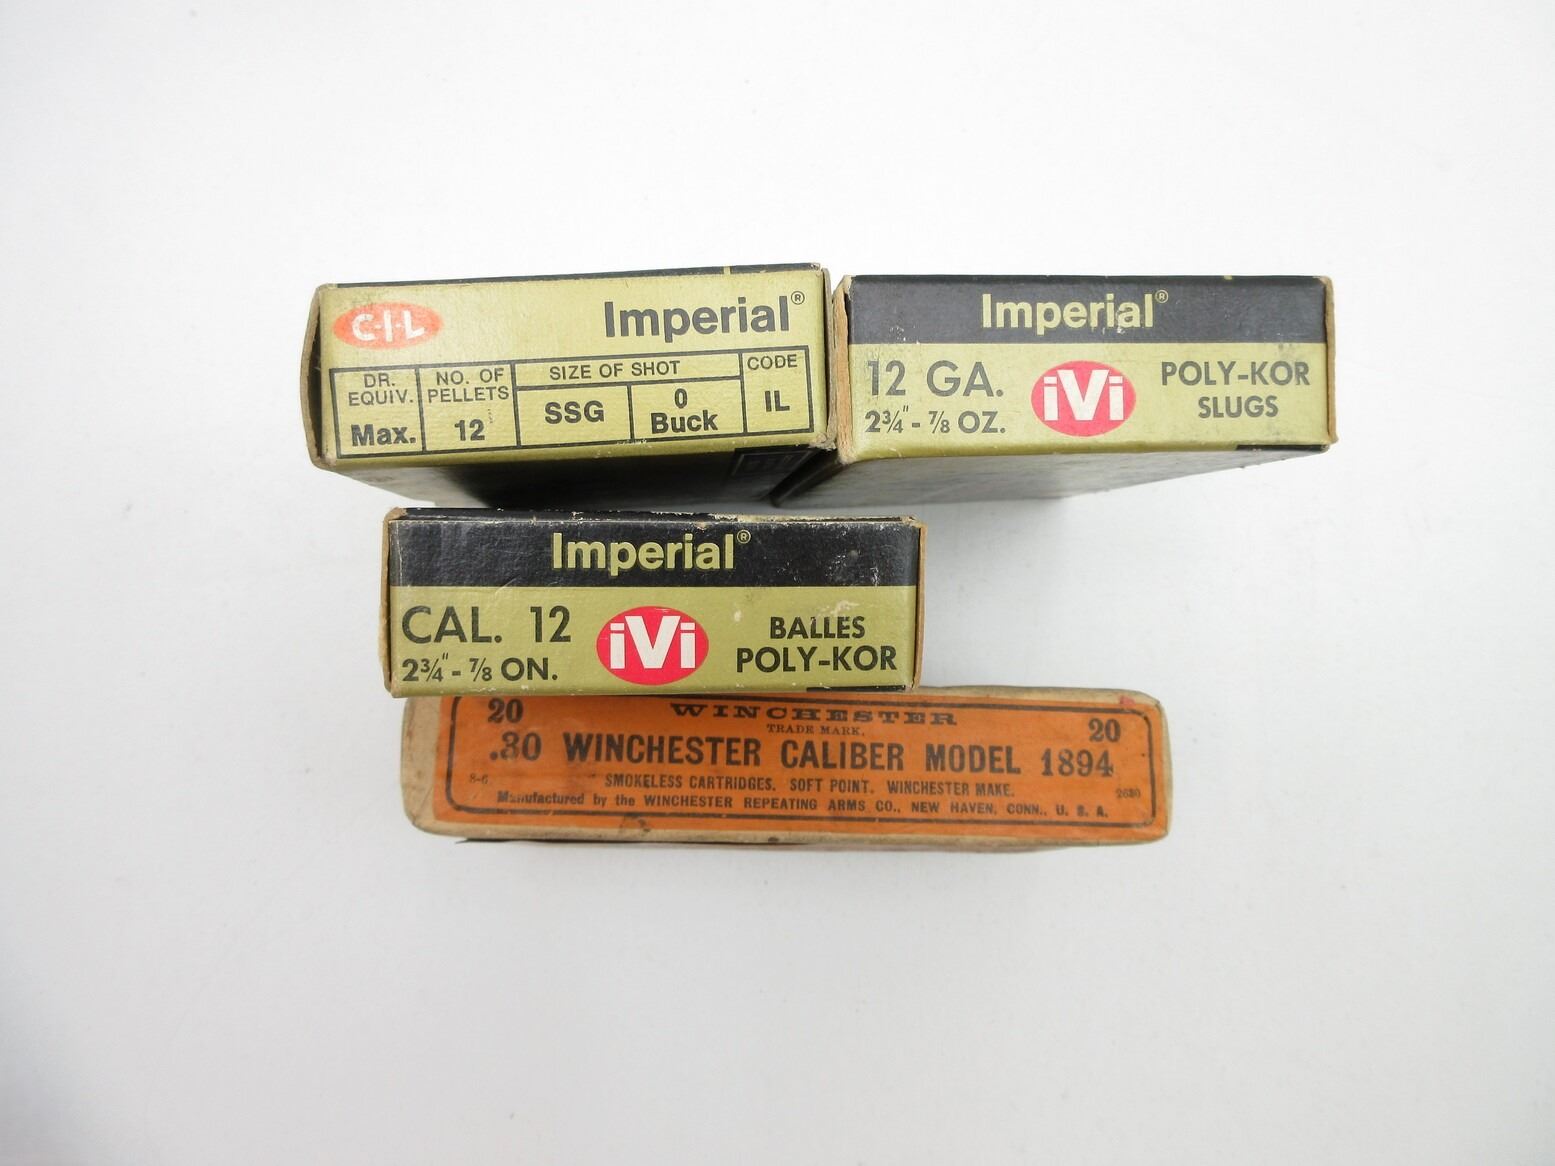 C-I-L Imperial®
DR. EQUIV. NO. OF PELLETS SIZE OF SHOT CODE
Max. 12 SSG 0 Buck IL
Imperial®
12 GA. iVi POLY-KOR
2¾" - ⅞ OZ. SLUGS
Imperial®
CAL. 12 iVi BALLES
2¾" - ⅞ ON. POLY-KOR
20 WINCHESTER 20
TRADE MARK.
.30 WINCHESTER CALIBER MODEL 1894
SMOKELESS CARTRIDGES. SOFT POINT. WINCHESTER MAKE.
8-6 2630
Manufactured by the WINCHESTER REPEATING ARMS CO., NEW HAVEN, CONN., U. S. A.